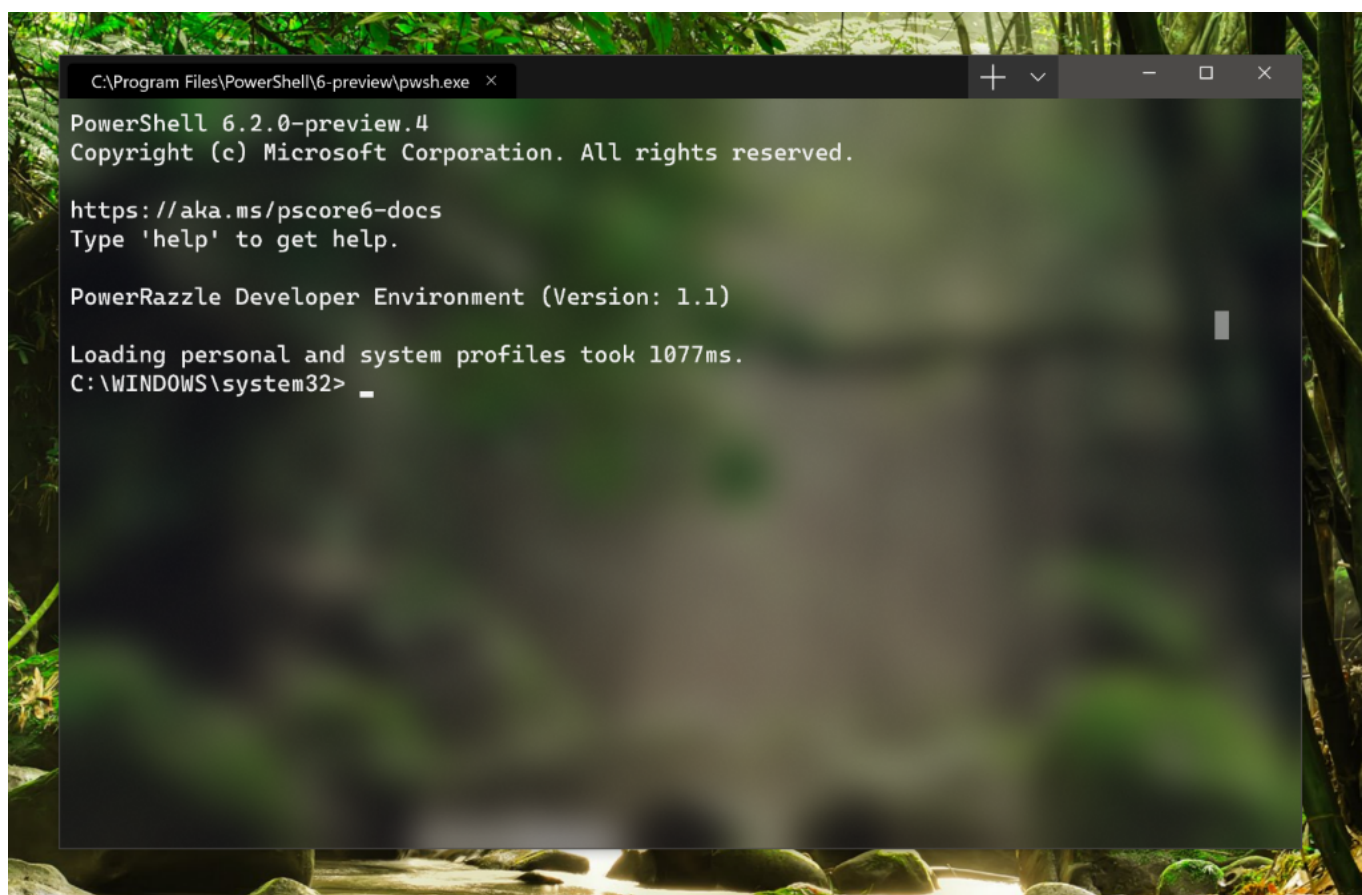 C:\Program Files\PowerShell\6-preview\pwsh.exe
PowerShell 6.2.0-preview.4
Copyright (c) Microsoft Corporation. All rights reserved.
https://aka.ms/pscore6-docs
Type 'help' to get help.
PowerRazzle Developer Environment (Version: 1.1)
Loading personal and system profiles took 1077ms.
C:\WINDOWS\system32>